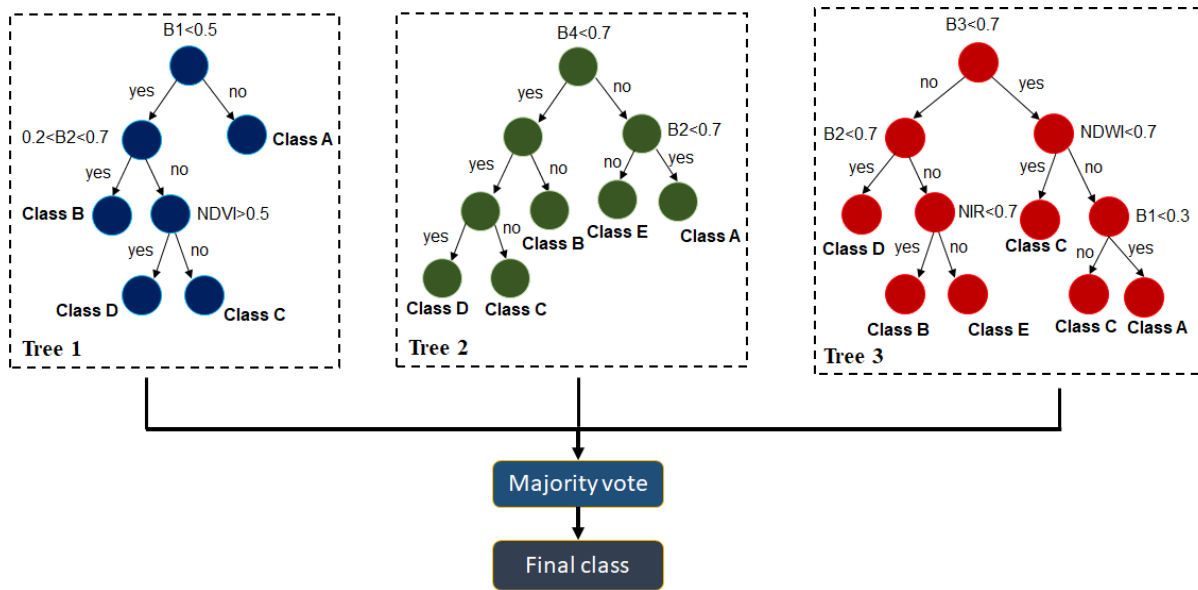 B1<0.5
yes
no
0.2<B2<0.7
Class A
yes
no
Class B
NDVI>0.5
yes
no
Class D
Class C
Tree 1
B4<0.7
yes
no
B2<0.7
yes
no
no
yes
Class B
Class E
Class A
yes
no
Class D
Class C
Tree 2
B3<0.7
no
yes
B2<0.7
NDWI<0.7
yes
no
yes
no
Class D
NIR<0.7
Class C
B1<0.3
yes
no
no
yes
Class B
Class E
Class C
Class A
Tree 3
Majority vote
Final class